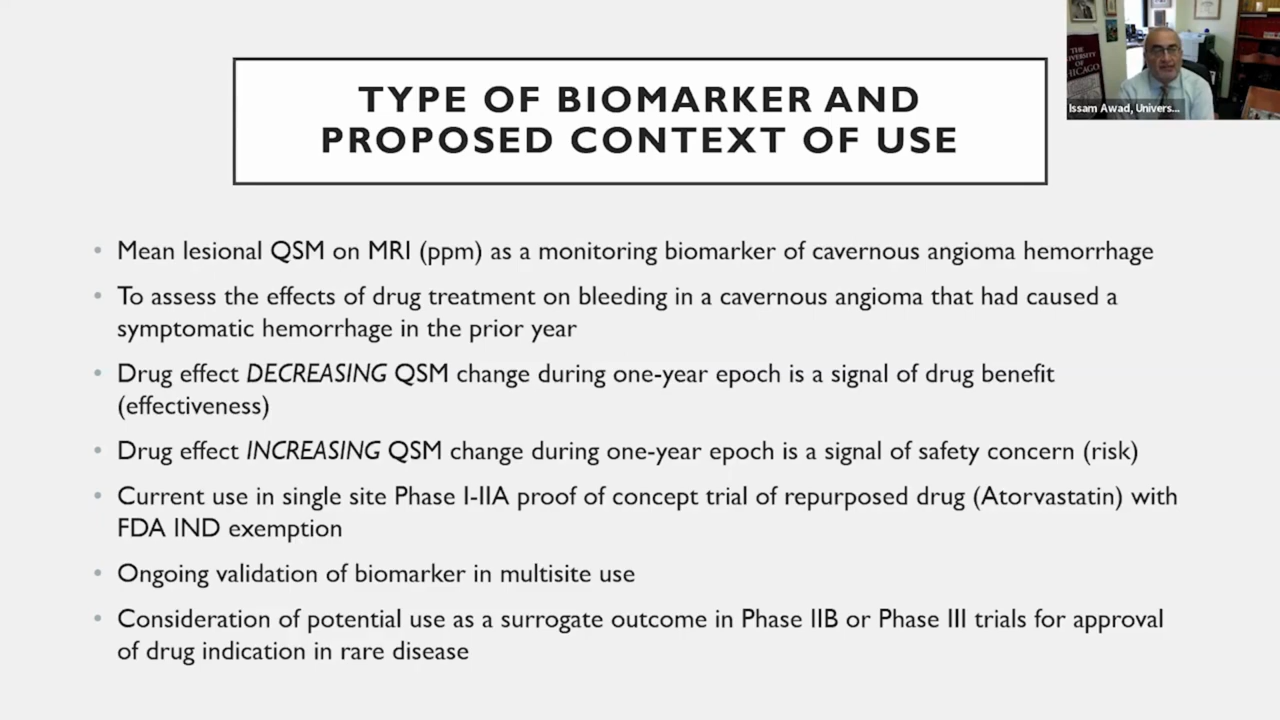 TYPE OF BIOMARKER AND
PROPOSED CONTEXT OF USE
THE
UNIVERSITY
OF
CHICAGO
Issam Awad, Univers...
• Mean lesional QSM on MRI (ppm) as a monitoring biomarker of cavernous angioma hemorrhage
• To assess the effects of drug treatment on bleeding in a cavernous angioma that had caused a
symptomatic hemorrhage in the prior year
• Drug effect DECREASING QSM change during one-year epoch is a signal of drug benefit
(effectiveness)
• Drug effect INCREASING QSM change during one-year epoch is a signal of safety concern (risk)
• Current use in single site Phase I-IIA proof of concept trial of repurposed drug (Atorvastatin) with
FDA IND exemption
• Ongoing validation of biomarker in multisite use
• Consideration of potential use as a surrogate outcome in Phase IIB or Phase III trials for approval
of drug indication in rare disease